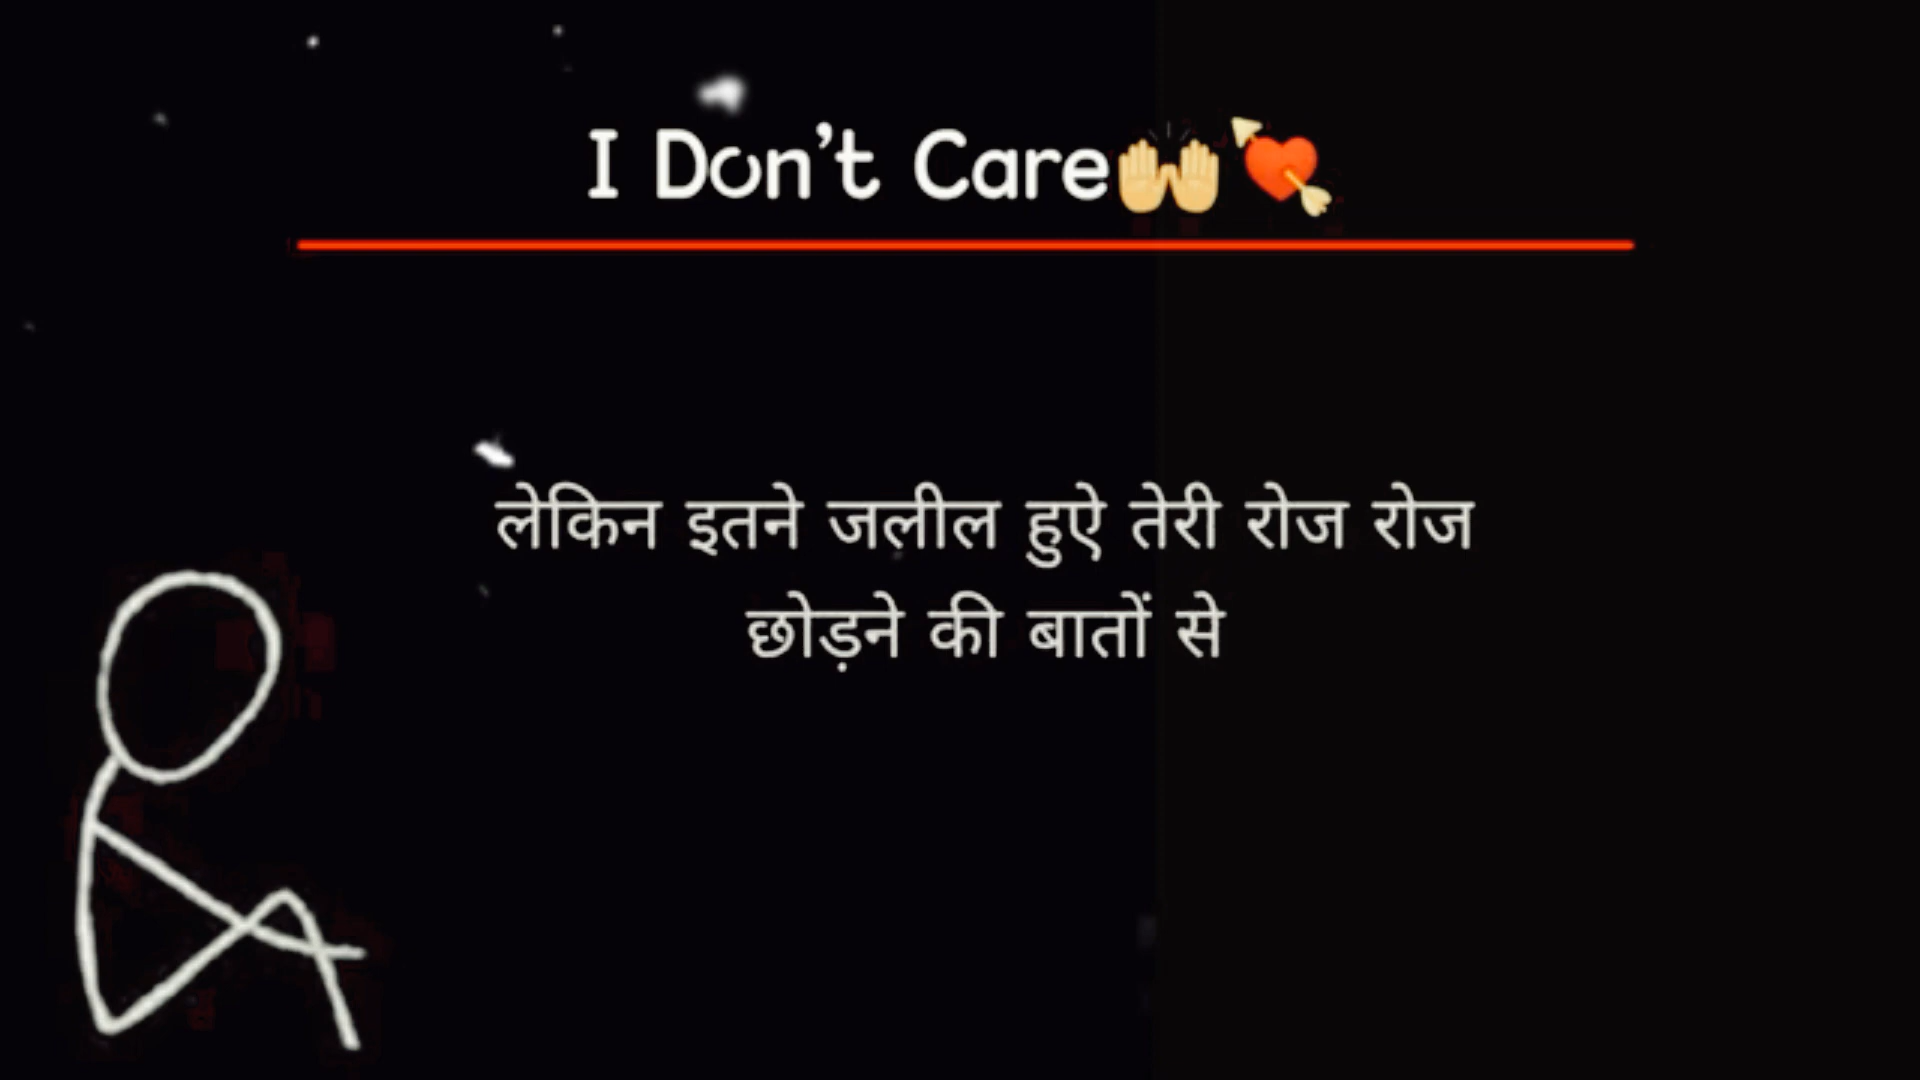 I Don't Care🙌💘
लेकिन इतने जलील हुऐ तेरी रोज रोज
छोड़ने की बातों से